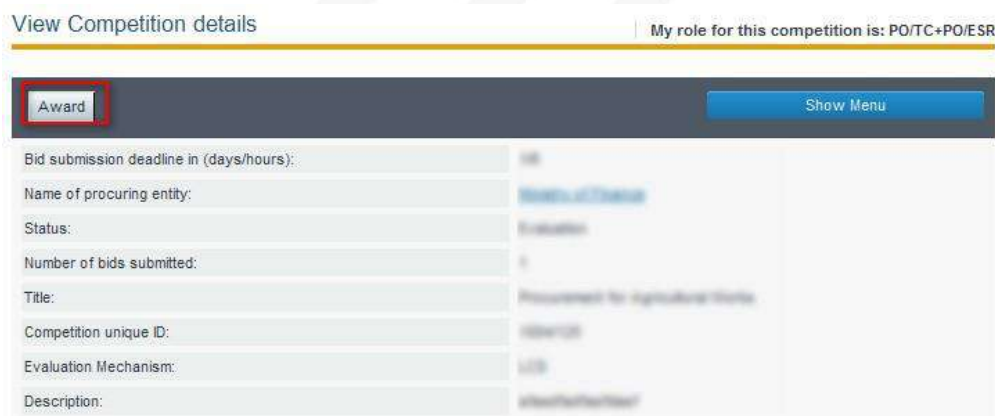 View Competition details
My role for this competition is: PO/TC+PO/ESR
Award
Show Menu
Bid submission deadline in (days/hours):
Name of procuring entity: Ministry of Finance
Status: Evaluation
Number of bids submitted: 1
Title: Procurement for Agricultural Works
Competition unique ID:
Evaluation Mechanism: LCS
Description: